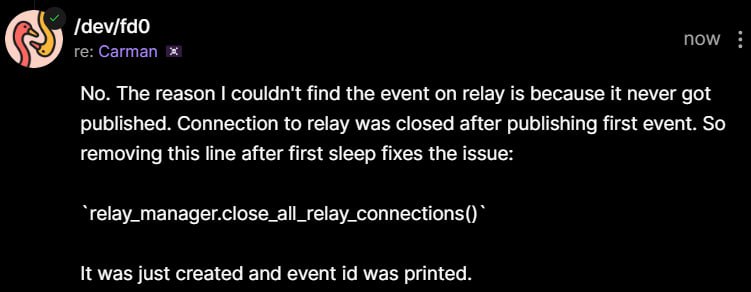 /dev/fd0
re: Carman
now
No. The reason I couldn't find the event on relay is because it never got
published. Connection to relay was closed after publishing first event. So
removing this line after first sleep fixes the issue:
`relay_manager.close_all_relay_connections()`
It was just created and event id was printed.